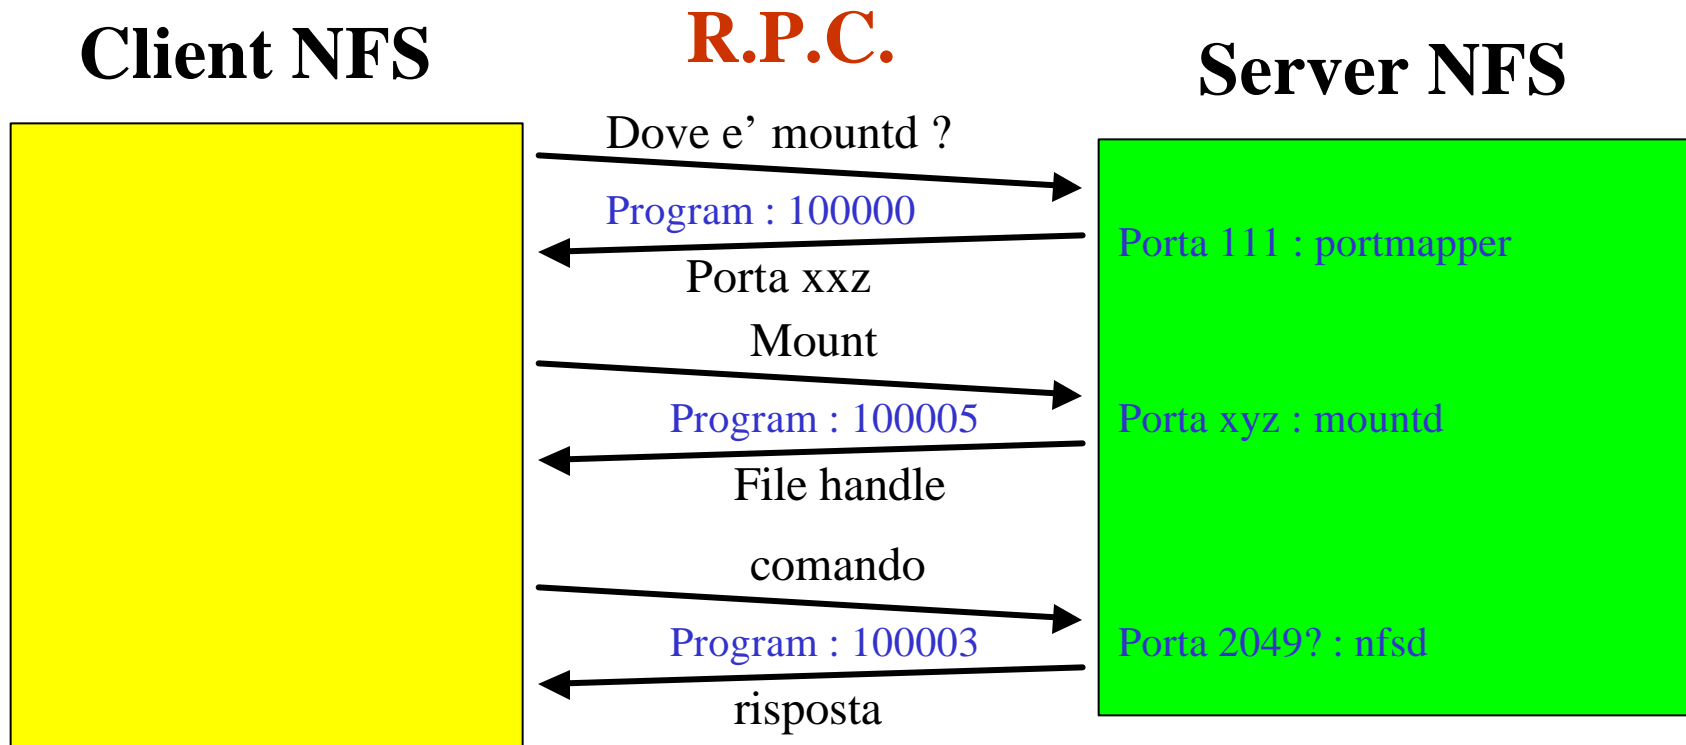 R.P.C.
Client NFS
Server NFS
Dove e’ mountd ?
Program : 100000
Porta 111 : portmapper
Porta xxz
Mount
Program : 100005
Porta xyz : mountd
File handle
comando
Program : 100003
Porta 2049? : nfsd
risposta